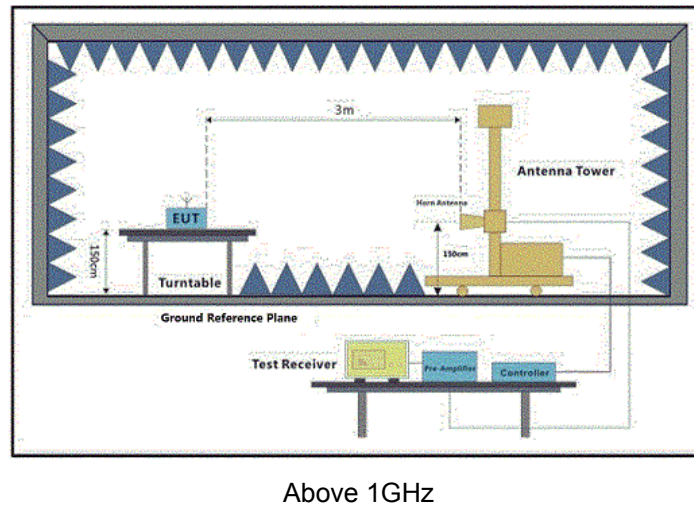 3m
Antenna Tower
Horn Antenna
EUT
150cm
150cm
Turntable
Ground Reference Plane
Test Receiver
Pre-Amplifier
Controller
Above 1GHz